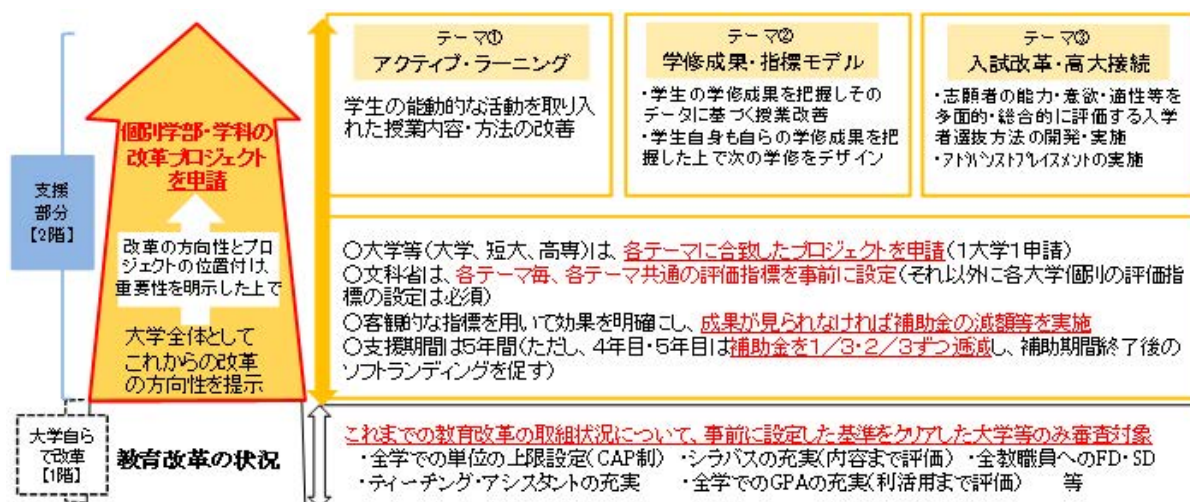 テーマ①
アクティブ・ラーニング
学生の能動的な活動を取り入
れた授業内容・方法の改善
テーマ②
学修成果・指標モデル
・学生の学修成果を把握しその
データに基づく授業改善
・学生自身も自らの学修成果を把
握した上で次の学修をデザイン
テーマ③
入試改革・高大接続
・志願者の能力・意欲・適性等を
多面的・総合的に評価する入学
者選抜方法の開発・実施
・アドバンストプレイスメントの実施
支援
部分
【2階】
個別学部・学科の
改革プロジェクト
を申請
改革の方向性とプロ
ジェクトの位置付け、
重要性を明示した上で
大学全体として
これからの改革
の方向性を提示
○大学等(大学、短大、高専)は、各テーマに合致したプロジェクトを申請(1大学1申請)
○文科省は、各テーマ毎、各テーマ共通の評価指標を事前に設定(それ以外に各大学個別の評価指
標の設定は必須)
○客観的な指標を用いて効果を明確にし、成果が見られなければ補助金の減額等を実施
○支援期間は5年間(ただし、4年目・5年目は補助金を1/3・2/3ずつ逓減し、補助期間終了後の
ソフトランディングを促す)
大学自ら
で改革
【1階】
教育改革の状況
これまでの教育改革の取組状況について、事前に設定した基準をクリアした大学等のみ審査対象
・全学での単位の上限設定(CAP制) ・シラバスの充実(内容まで評価) ・全教職員へのFD・SD
・ティーチング・アシスタントの充実 ・全学でのGPAの充実(利活用まで評価) 等